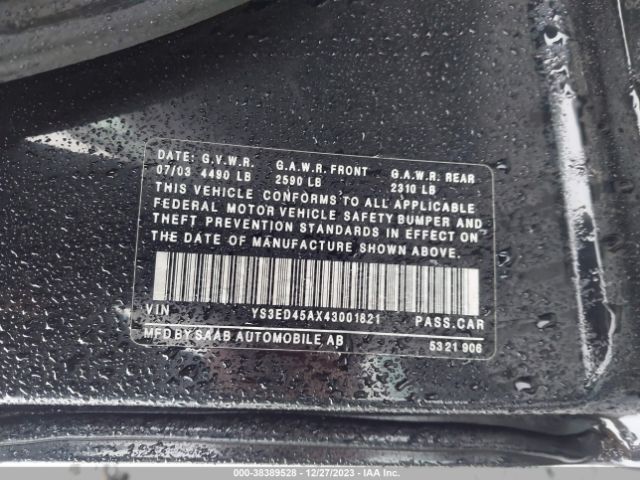 DATE: G.V.W.R. G.A.W.R. FRONT G.A.W.R. REAR
07/03 4490 LB 2590 LB 2310 LB
THIS VEHICLE CONFORMS TO ALL APPLICABLE
FEDERAL MOTOR VEHICLE SAFETY BUMPER AND
THEFT PREVENTION STANDARDS IN EFFECT ON
THE DATE OF MANUFACTURE SHOWN ABOVE.
VIN YS3ED45AX43001821 PASS.CAR
MFD BY SAAB AUTOMOBILE AB 5321 906
000-38389528 - 12/27/2023 - IAA Inc.